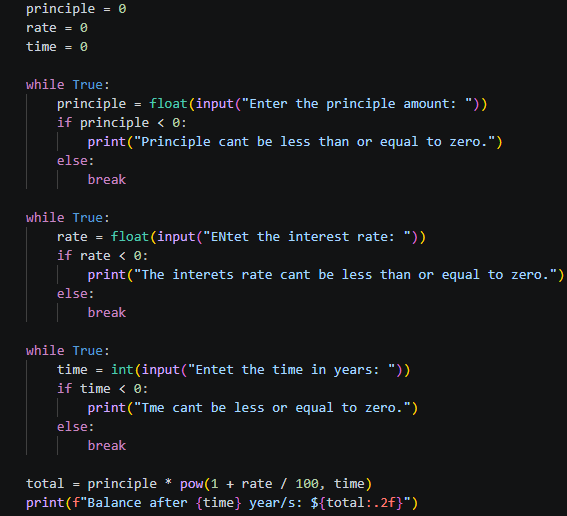 principle = 0
rate = 0
time = 0
while True:
principle = float(input("Enter the principle amount: "))
if principle < 0:
print("Principle cant be less than or equal to zero.")
else:
break
while True:
rate = float(input("ENtet the interest rate: "))
if rate < 0:
print("The interets rate cant be less than or equal to zero.")
else:
break
while True:
time = int(input("Entet the time in years: "))
if time < 0:
print("Tme cant be less or equal to zero.")
else:
break
total = principle * pow(1 + rate / 100, time)
print(f"Balance after {time} year/s: ${total:.2f}")